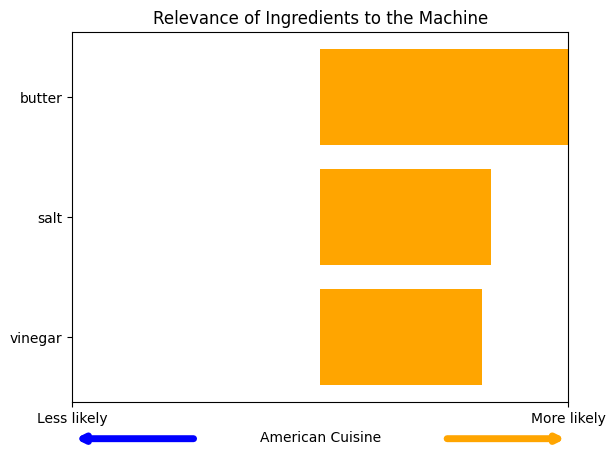 Relevance of Ingredients to the Machine
butter
salt
vinegar
Less likely More likely
American Cuisine